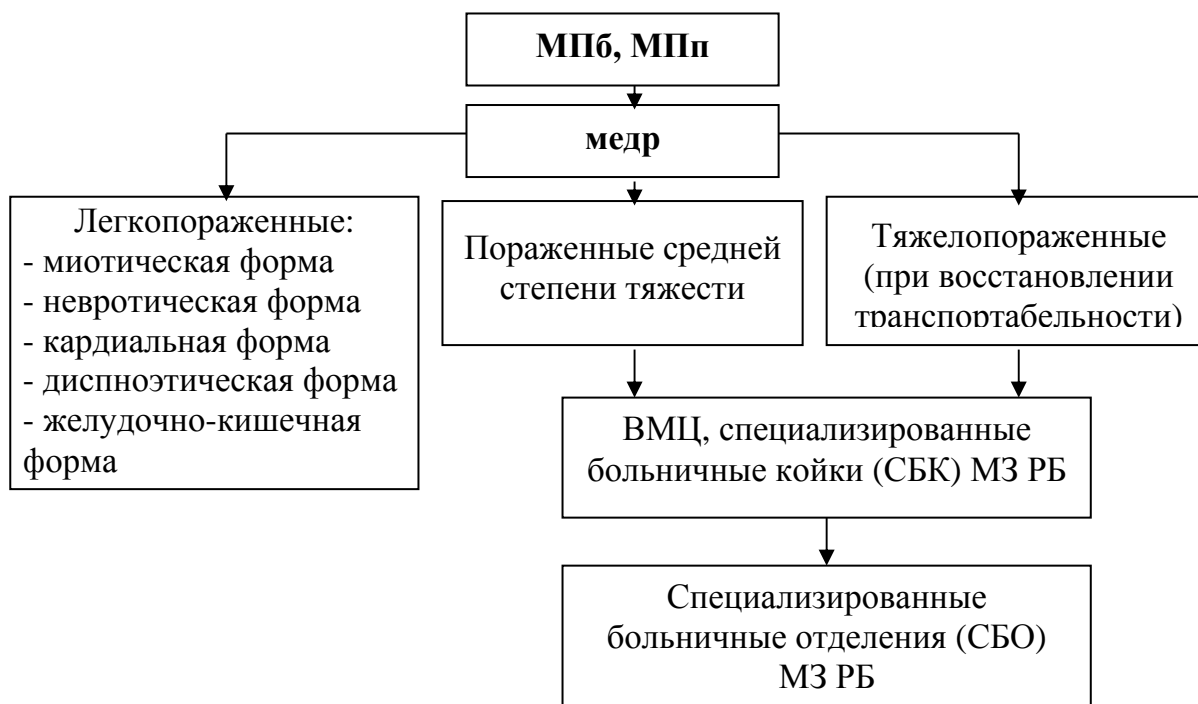 МПб, МПп
медр
Легкопораженные:
- миотическая форма
- невротическая форма
- кардиальная форма
- диспноэтическая форма
- желудочно-кишечная
форма
Пораженные средней
степени тяжести
Тяжелопораженные
(при восстановлении
транспортабельности)
ВМЦ, специализированные
больничные койки (СБК) МЗ РБ
Специализированные
больничные отделения (СБО)
МЗ РБ